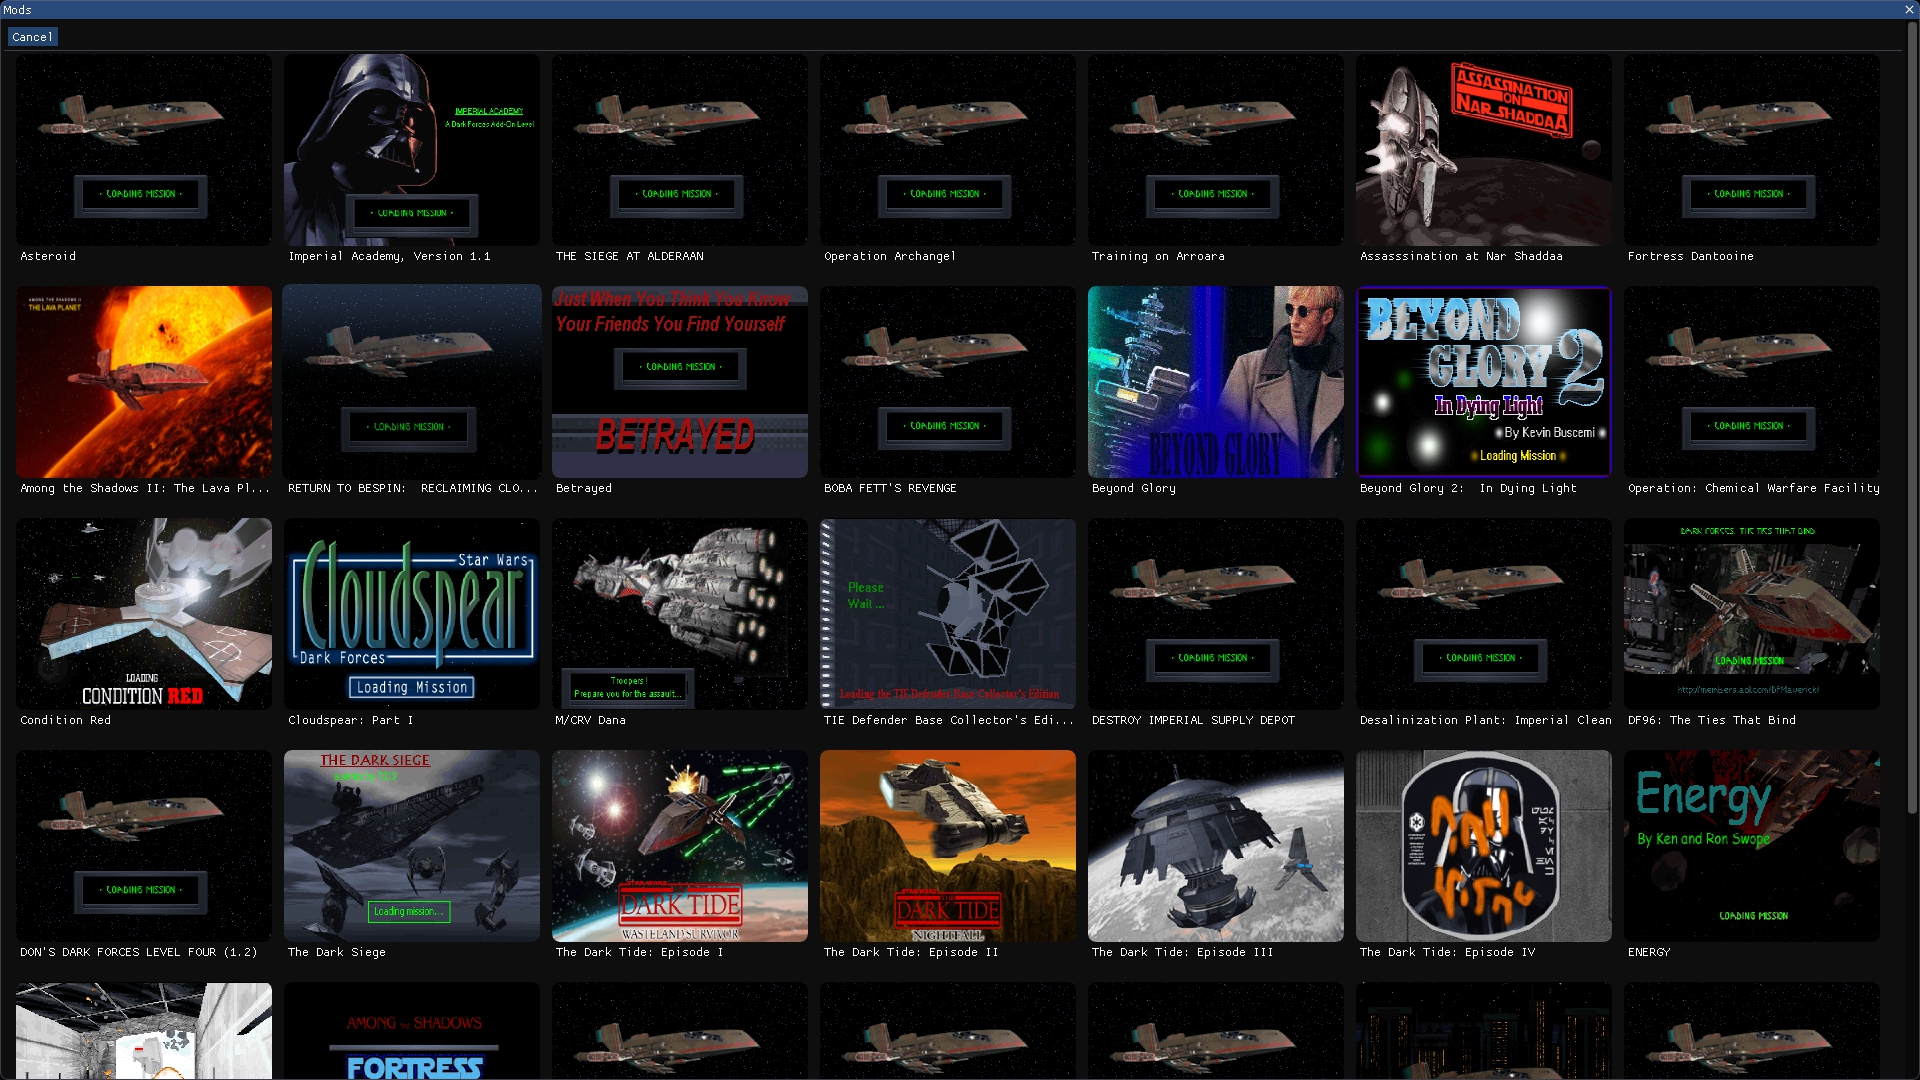 Mods
Cancel
• LOADING MISSION •
IMPERIAL ACADEMY
A Dark Forces Add-On Level
• LOADING MISSION •
• LOADING MISSION •
• LOADING MISSION •
• LOADING MISSION •
ASSASSINATION
ON
NAR SHADDAA
• LOADING MISSION •
Asteroid
Imperial Academy, Version 1.1
THE SIEGE AT ALDERAAN
Operation Archangel
Training on Arroara
Assasssination at Nar Shaddaa
Fortress Dantooine
AMONG THE SHADOWS II
THE LAVA PLANET
• LOADING MISSION •
Just When You Think You Know
Your Friends You Find Yourself
• LOADING MISSION •
BETRAYED
• LOADING MISSION •
BEYOND GLORY
BEYOND
GLORY 2
In Dying Light
By Kevin Buscemi
Loading Mission
• LOADING MISSION •
Among the Shadows II: The Lava Pl...
RETURN TO BESPIN:  RECLAIMING CLO...
Betrayed
BOBA FETT'S REVENGE
Beyond Glory
Beyond Glory 2:  In Dying Light
Operation: Chemical Warfare Facility
LOADING
CONDITION RED
Star Wars
Cloudspear
Dark Forces
Loading Mission
Troopers!
Prepare you for the assault...
Please
Wait ...
Loading the TIE Defender Base Collector's Edition
• LOADING MISSION •
• LOADING MISSION •
DARK FORCES: THE TIES THAT BIND
LOADING MISSION
http://members.aol.com/DFMaverick/
Condition Red
Cloudspear: Part I
M/CRV Dana
TIE Defender Base Collector's Edi...
DESTROY IMPERIAL SUPPLY DEPOT
Desalinization Plant: Imperial Clean
DF96: The Ties That Bind
• LOADING MISSION •
THE DARK SIEGE
Loading mission...
STAR WARS
DARK TIDE
WASTELAND SURVIVOR
STAR WARS
DARK TIDE
NIGHTFALL
Energy
By Ken and Ron Swope
LOADING MISSION
DON'S DARK FORCES LEVEL FOUR (1.2)
The Dark Siege
The Dark Tide: Episode I
The Dark Tide: Episode II
The Dark Tide: Episode III
The Dark Tide: Episode IV
ENERGY
AMONG THE SHADOWS
FORTRESS